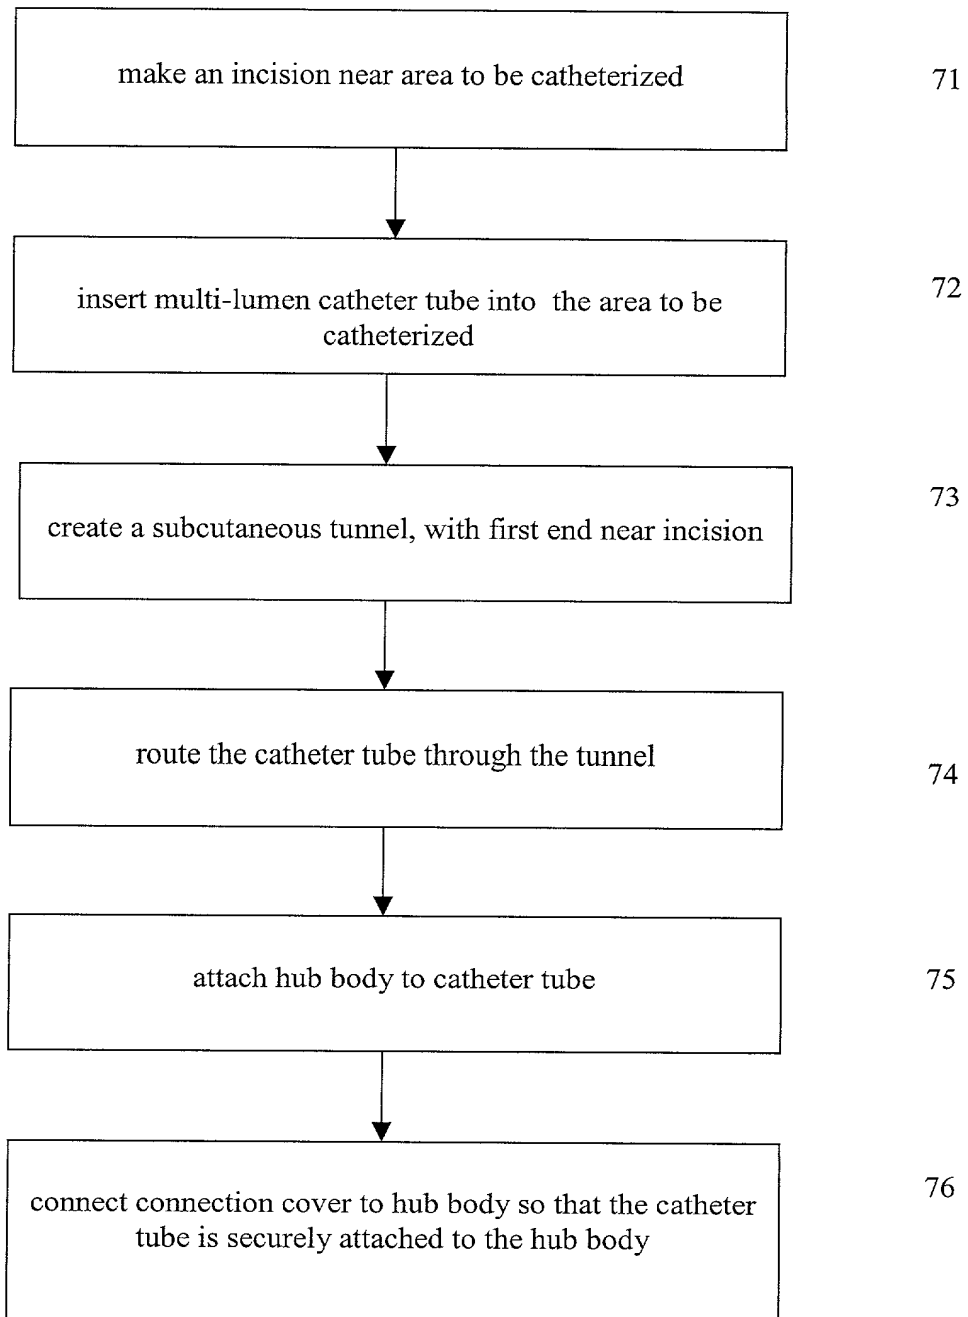 make an incision near area to be catheterized
71
insert multi-lumen catheter tube into  the area to be
catheterized
72
create a subcutaneous tunnel, with first end near incision
73
route the catheter tube through the tunnel
74
attach hub body to catheter tube
75
connect connection cover to hub body so that the catheter
tube is securely attached to the hub body
76